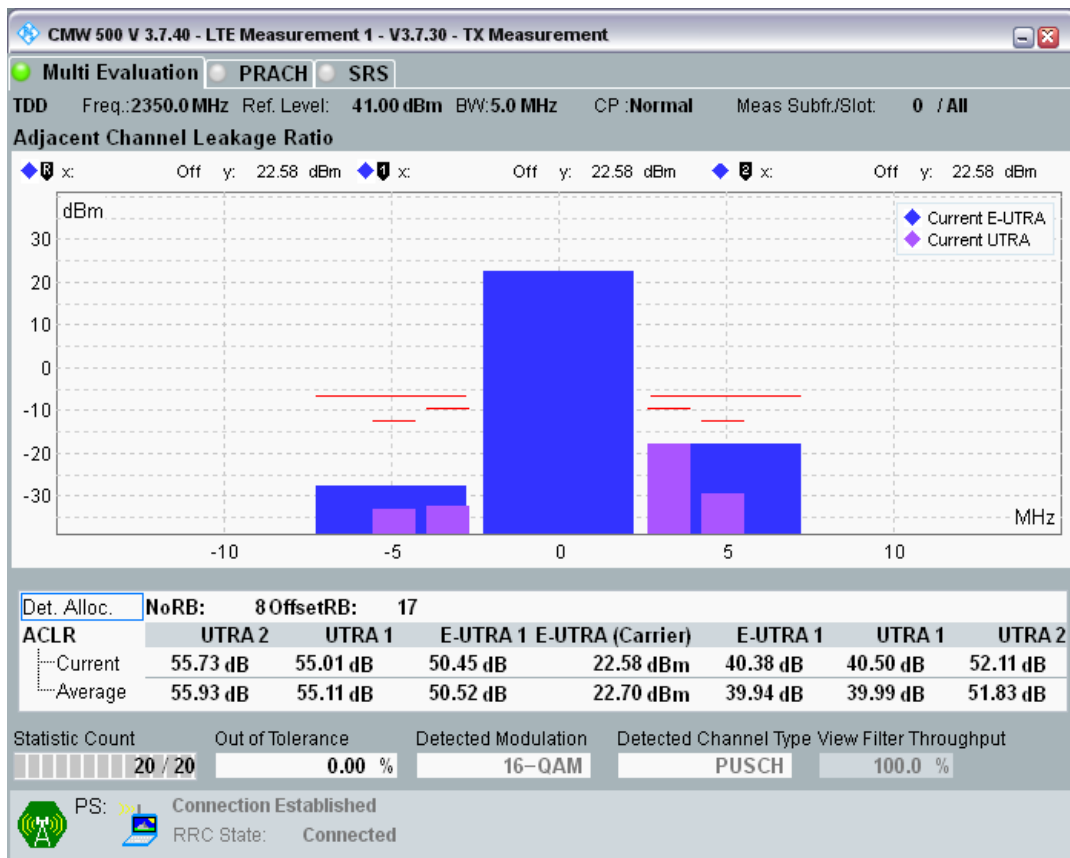 CMW 500 V 3.7.40 - LTE Measurement 1 - V3.7.30 - TX Measurement
Multi Evaluation PRACH SRS
TDD Freq.:2350.0 MHz Ref. Level: 41.00 dBm BW:5.0 MHz CP :Normal Meas Subfr./Slot: 0 / All
Adjacent Channel Leakage Ratio
R x: Off y: 22.58 dBm 1 x: Off y: 22.58 dBm 2 x: Off y: 22.58 dBm
dBm
Current E-UTRA
Current UTRA
30
20
10
0
-10
-20
-30
MHz
-10 -5 0 5 10
Det. Alloc. NoRB: 8 OffsetRB: 17
ACLR UTRA 2 UTRA 1 E-UTRA 1 E-UTRA (Carrier) E-UTRA 1 UTRA 1 UTRA 2
Current 55.73 dB 55.01 dB 50.45 dB 22.58 dBm 40.38 dB 40.50 dB 52.11 dB
Average 55.93 dB 55.11 dB 50.52 dB 22.70 dBm 39.94 dB 39.99 dB 51.83 dB
Statistic Count Out of Tolerance Detected Modulation Detected Channel Type View Filter Throughput
20 / 20 0.00 % 16-QAM PUSCH 100.0 %
PS: Connection Established
RRC State: Connected